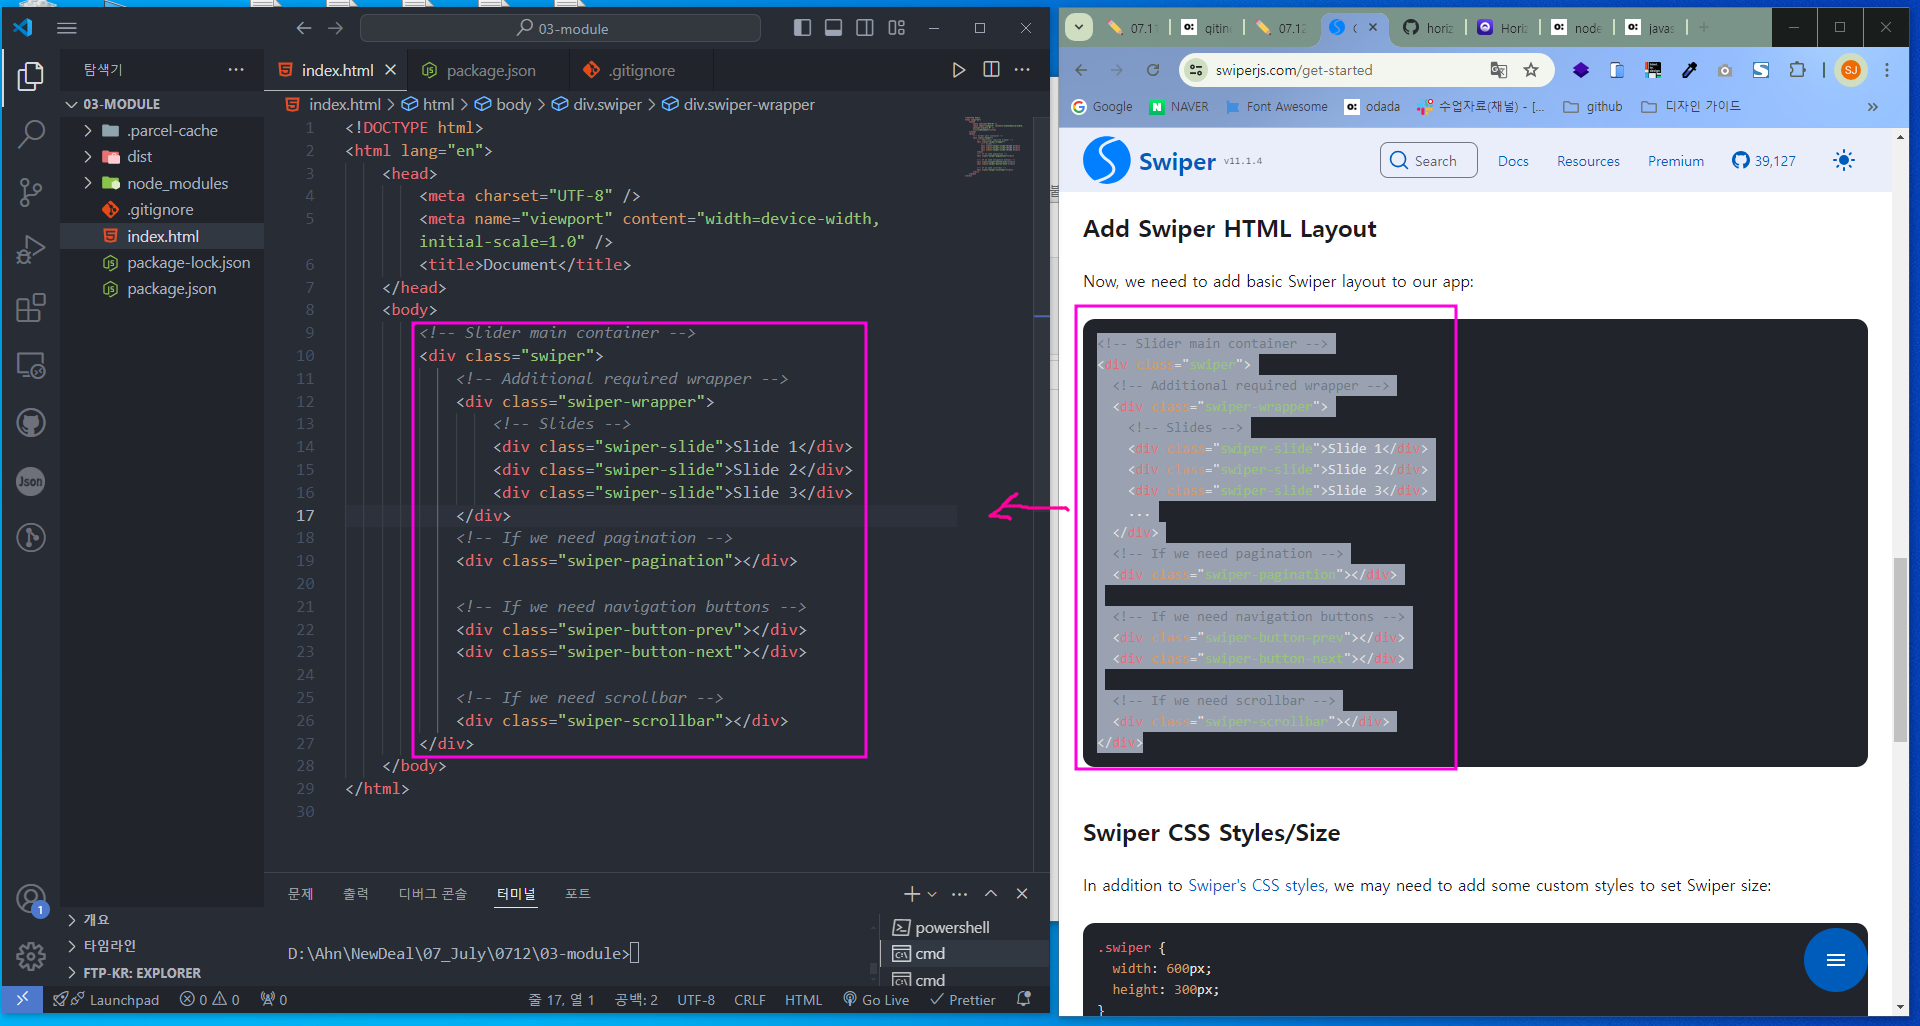 03-module
탐색기
index.html
package.json
.gitignore
03-MODULE
.parcel-cache
dist
node_modules
.gitignore
index.html
package-lock.json
package.json
index.html > html > body > div.swiper > div.swiper-wrapper
1 <!DOCTYPE html>
2 <html lang="en">
3 <head>
4 <meta charset="UTF-8" />
5 <meta name="viewport" content="width=device-width,
initial-scale=1.0" />
6 <title>Document</title>
7 </head>
8 <body>
9 <!-- Slider main container -->
10 <div class="swiper">
11 <!-- Additional required wrapper -->
12 <div class="swiper-wrapper">
13 <!-- Slides -->
14 <div class="swiper-slide">Slide 1</div>
15 <div class="swiper-slide">Slide 2</div>
16 <div class="swiper-slide">Slide 3</div>
17 </div>
18 <!-- If we need pagination -->
19 <div class="swiper-pagination"></div>
20
21 <!-- If we need navigation buttons -->
22 <div class="swiper-button-prev"></div>
23 <div class="swiper-button-next"></div>
24
25 <!-- If we need scrollbar -->
26 <div class="swiper-scrollbar"></div>
27 </div>
28 </body>
29 </html>
30
Json
1
개요
타임라인
FTP-KR: EXPLORER
문제 출력 디버그 콘솔 터미널 포트
D:\Ahn\NewDeal\07_July\0712\03-module>
powershell
cmd
cmd
Launchpad 0 0 0 줄 17, 열 1 공백: 2 UTF-8 CRLF HTML Go Live Prettier
07.1 giting 07.12 horiz Horiz node javas
swiperjs.com/get-started
SJ
Google NAVER Font Awesome odada 수업자료(채널) - [... github 디자인 가이드
Swiper v11.1.4 Search Docs Resources Premium 39,127
Add Swiper HTML Layout
Now, we need to add basic Swiper layout to our app:
<!-- Slider main container -->
<div class="swiper">
<!-- Additional required wrapper -->
<div class="swiper-wrapper">
<!-- Slides -->
<div class="swiper-slide">Slide 1</div>
<div class="swiper-slide">Slide 2</div>
<div class="swiper-slide">Slide 3</div>
...
</div>
<!-- If we need pagination -->
<div class="swiper-pagination"></div>
<!-- If we need navigation buttons -->
<div class="swiper-button-prev"></div>
<div class="swiper-button-next"></div>
<!-- If we need scrollbar -->
<div class="swiper-scrollbar"></div>
</div>
Swiper CSS Styles/Size
In addition to Swiper's CSS styles, we may need to add some custom styles to set Swiper size:
.swiper {
width: 600px;
height: 300px;
}